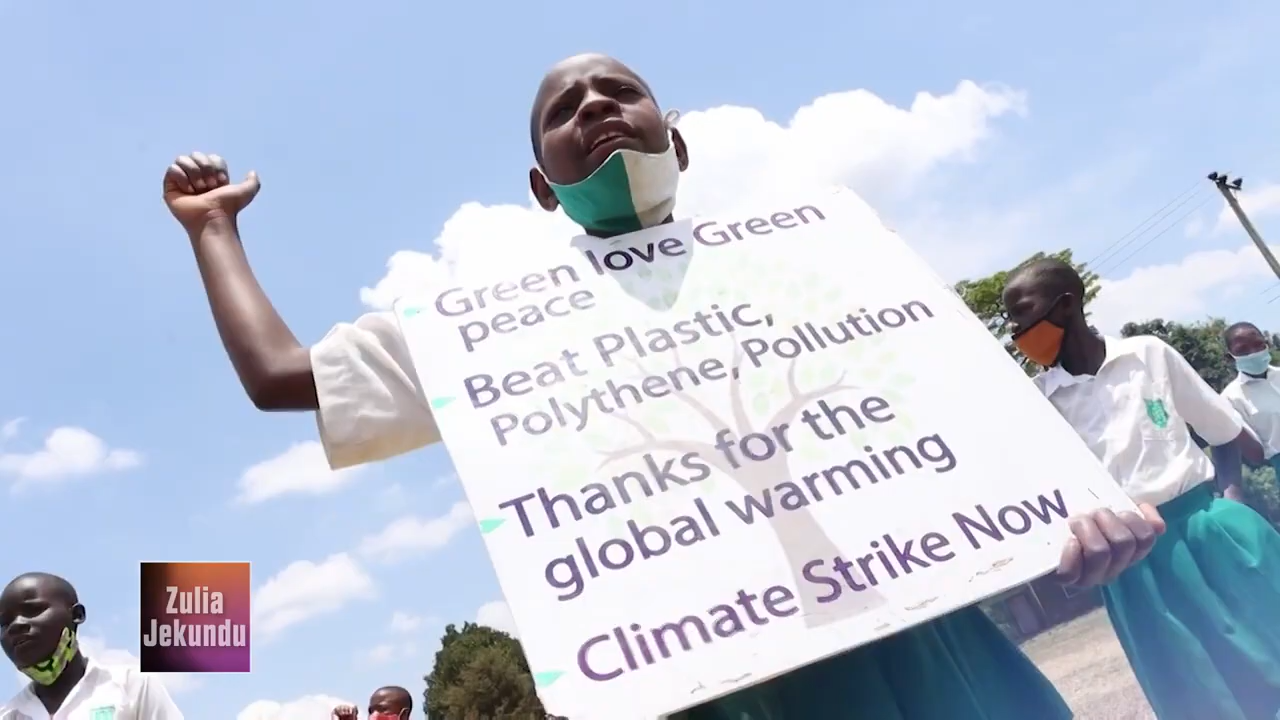 Green love Green
peace
Beat Plastic,
Polythene, Pollution
Thanks for the
global warming
Climate Strike Now
Zulia
Jekundu